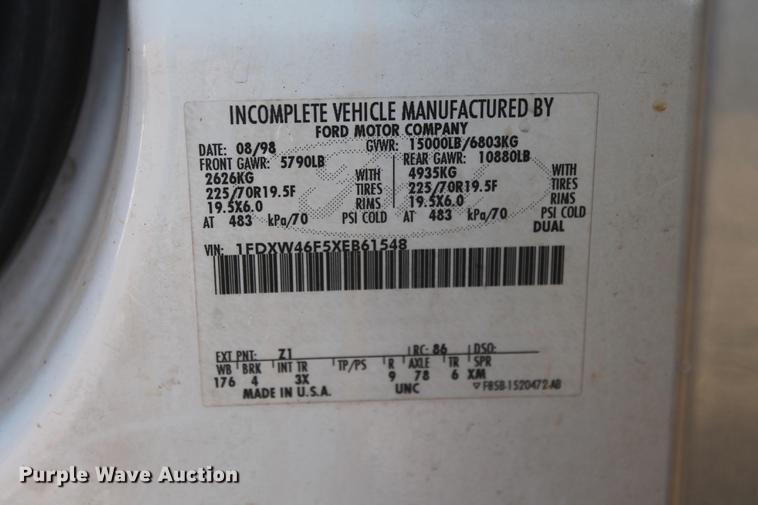 INCOMPLETE VEHICLE MANUFACTURED BY
FORD MOTOR COMPANY
DATE: 08/98 GVWR: 15000LB/6803KG
FRONT GAWR: 5790LB REAR GAWR: 10880LB
2626KG WITH 4935KG WITH
225/70R19.5F TIRES 225/70R19.5F TIRES
19.5X6.0 RIMS 19.5X6.0 RIMS
AT 483 kPa/70 PSI COLD AT 483 kPa/70 PSI COLD
DUAL
VIN: 1FDXW46F5XEB61548
EXT PNT: Z1 RC: 86 DSO:
WB BRK INT TR TP/PS R AXLE TR SPR
176 4 3X 9 78 6 XM
MADE IN U.S.A. UNC F85B-1520472-AB
Purple Wave Auction